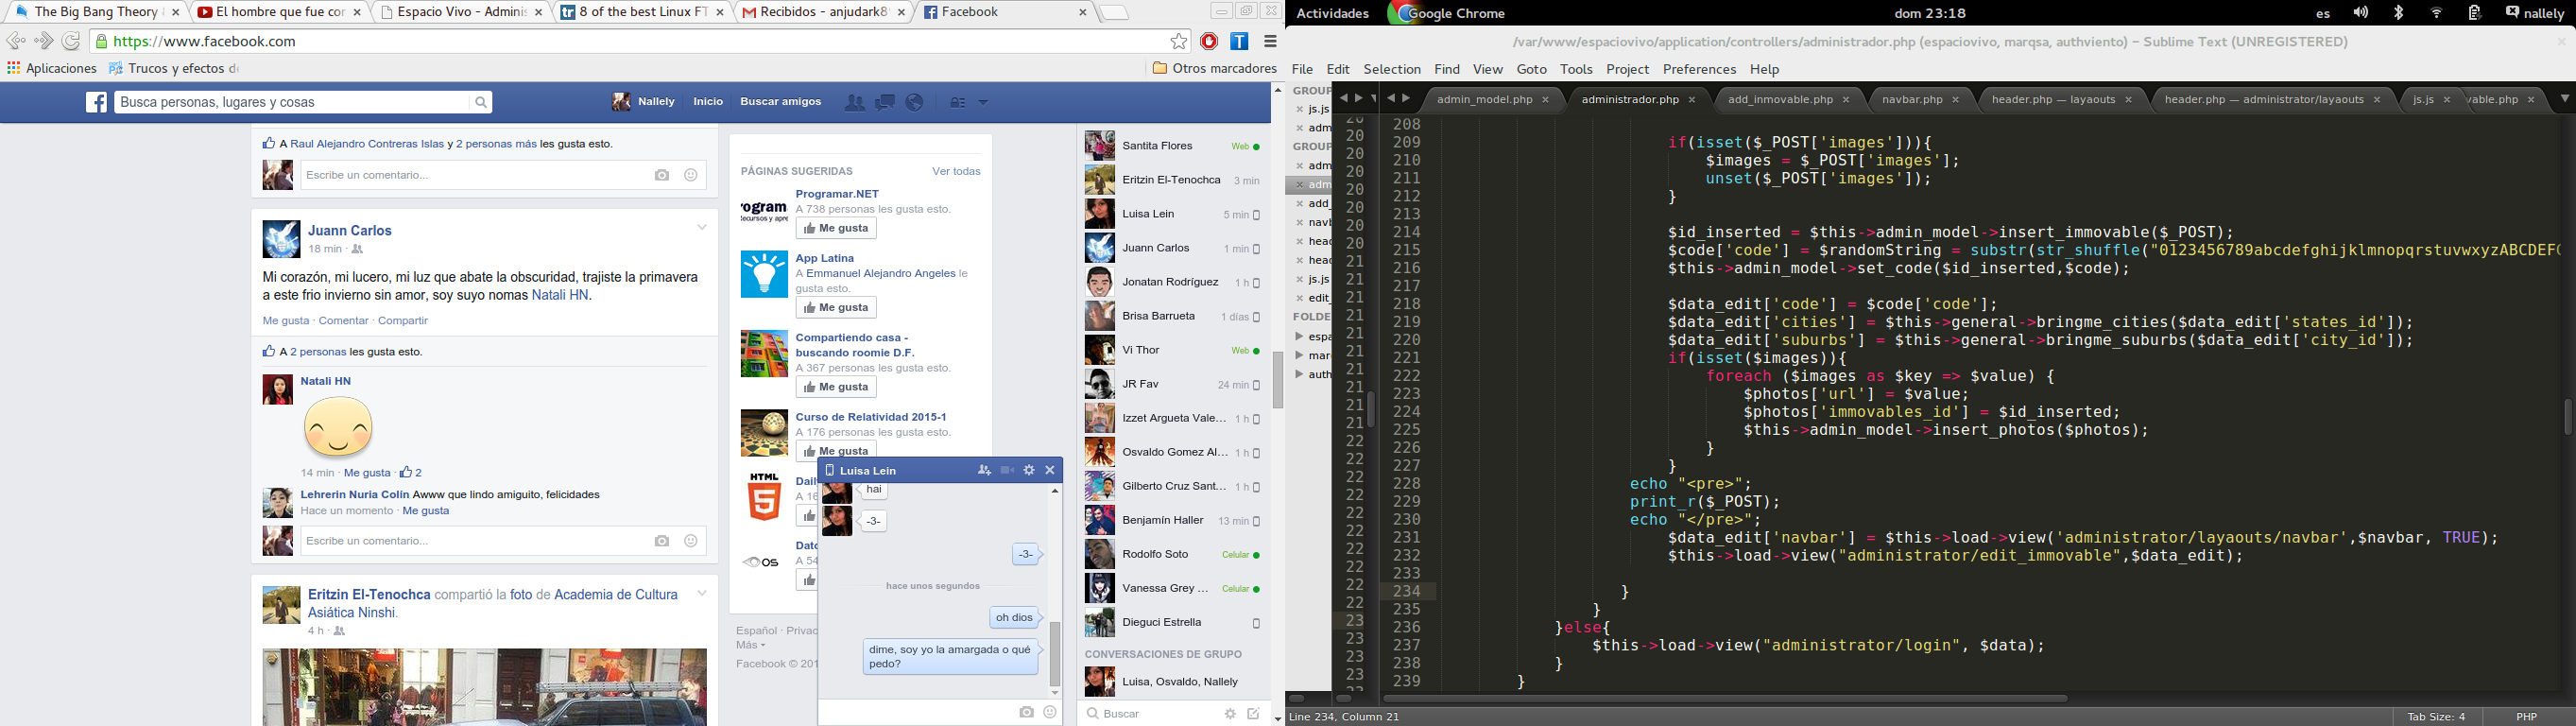 The Big Bang Theory
El hombre que fue cor
Espacio Vivo - Adminis
8 of the best Linux FT
Recibidos - anjudark8
Facebook
https://www.facebook.com
Aplicaciones
Trucos y efectos d
Otros marcadores
Busca personas, lugares y cosas
Nallely
Inicio
Buscar amigos
A Raul Alejandro Contreras Islas y 2 personas más les gusta esto.
Escribe un comentario...
Juann Carlos
18 min ·
Mi corazón, mi lucero, mi luz que abate la obscuridad, trajiste la primavera
a este frio invierno sin amor, soy suyo nomas Natali HN.
Me gusta · Comentar · Compartir
A 2 personas les gusta esto.
Natali HN
14 min · Me gusta · 2
Lehrerin Nuria Colín Awww que lindo amiguito, felicidades
Hace un momento · Me gusta
Escribe un comentario...
Eritzin El-Tenochca compartió la foto de Academia de Cultura
Asiática Ninshi.
4 h ·
PÁGINAS SUGERIDAS
Ver todas
Programar.NET
A 738 personas les gusta esto.
Me gusta
App Latina
A Emmanuel Alejandro Angeles le
gusta esto.
Me gusta
Compartiendo casa -
buscando roomie D.F.
A 367 personas les gusta esto.
Me gusta
Curso de Relatividad 2015-1
A 176 personas les gusta esto.
Me gusta
HTML
5
Dail
A 16
Dato
A 54
Español · Privac
Más
Facebook © 201
Luisa Lein
hai
-3-
-3-
hace unos segundos
oh dios
dime, soy yo la amargada o qué
pedo?
Santita Flores Web
Eritzin El-Tenochca 3 min
Luisa Lein 5 min
Juann Carlos 1 min
Jonatan Rodríguez 1 h
Brisa Barrueta 1 días
Vi Thor Web
JR Fav 24 min
Izzet Argueta Vale... 1 h
Osvaldo Gomez Al... 1 h
Gilberto Cruz Sant... 1 h
Benjamín Haller 13 min
Rodolfo Soto Celular
Vanessa Grey ... Celular
Dieguci Estrella
CONVERSACIONES DE GRUPO
Luisa, Osvaldo, Nallely
Buscar
Actividades
Google Chrome
dom 23:18
es
nallely
/var/www/espaciovivo/application/controllers/administrador.php (espaciovivo, marqsa, authviento) - Sublime Text (UNREGISTERED)
File Edit Selection Find View Goto Tools Project Preferences Help
GROUP
js.js
adm
GROUP
adm
adm
add_
navb
head
head
js.js
edit_
FOLDE
espa
mar
auth
admin_model.php
administrador.php
add_inmovable.php
navbar.php
header.php — layaouts
header.php — administrator/layaouts
js.js
vable.php
208
209 if(isset($_POST['images'])){
210 $images = $_POST['images'];
211 unset($_POST['images']);
212 }
213
214 $id_inserted = $this->admin_model->insert_immovable($_POST);
215 $code['code'] = $randomString = substr(str_shuffle("0123456789abcdefghijklmnopqrstuvwxyzABCDEFG
216 $this->admin_model->set_code($id_inserted,$code);
217
218 $data_edit['code'] = $code['code'];
219 $data_edit['cities'] = $this->general->bringme_cities($data_edit['states_id']);
220 $data_edit['suburbs'] = $this->general->bringme_suburbs($data_edit['city_id']);
221 if(isset($images)){
222 foreach ($images as $key => $value) {
223 $photos['url'] = $value;
224 $photos['immovables_id'] = $id_inserted;
225 $this->admin_model->insert_photos($photos);
226 }
227 }
228 echo "<pre>";
229 print_r($_POST);
230 echo "</pre>";
231 $data_edit['navbar'] = $this->load->view('administrator/layaouts/navbar',$navbar, TRUE);
232 $this->load->view("administrator/edit_immovable",$data_edit);
233
234 }
235 }
236 }else{
237 $this->load->view("administrator/login", $data);
238 }
239 }
Line 234, Column 21
Tab Size: 4
PHP